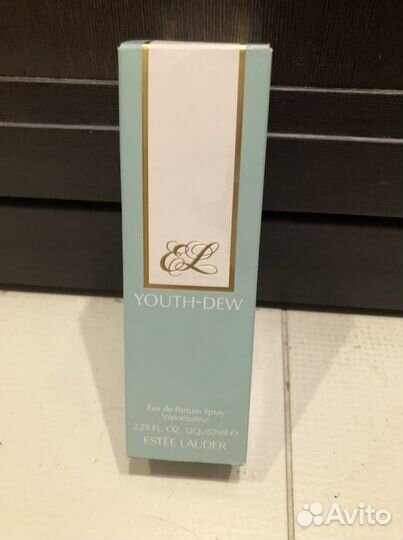 EL
YOUTH-DEW
Eau de Parfum Spray
Vaporisateur
2.25 FL. OZ. LIQ./67ml ℮
ESTĒE LAUDER
Avito